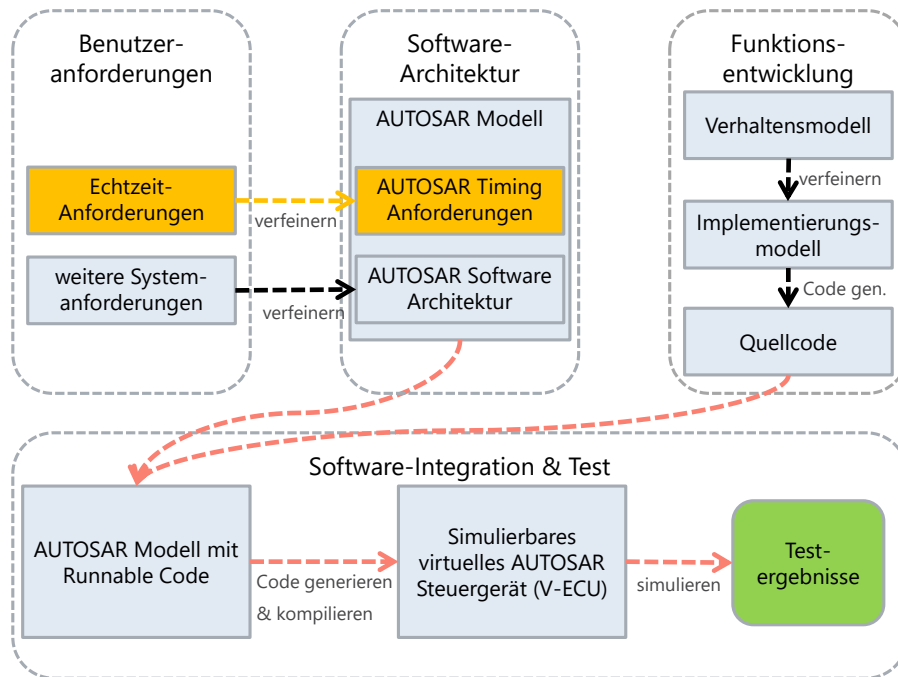 Benutzer-
anforderungen
Echtzeit-
Anforderungen
verfeinern
weitere System-
anforderungen
verfeinern
Software-
Architektur
AUTOSAR Modell
AUTOSAR Timing
Anforderungen
AUTOSAR Software
Architektur
Funktions-
entwicklung
Verhaltensmodell
verfeinern
Implementierungs-
modell
Code gen.
Quellcode
Software-Integration & Test
AUTOSAR Modell mit
Runnable Code
Code generieren
& kompilieren
Simulierbares
virtuelles AUTOSAR
Steuergerät (V-ECU)
simulieren
Test-
ergebnisse